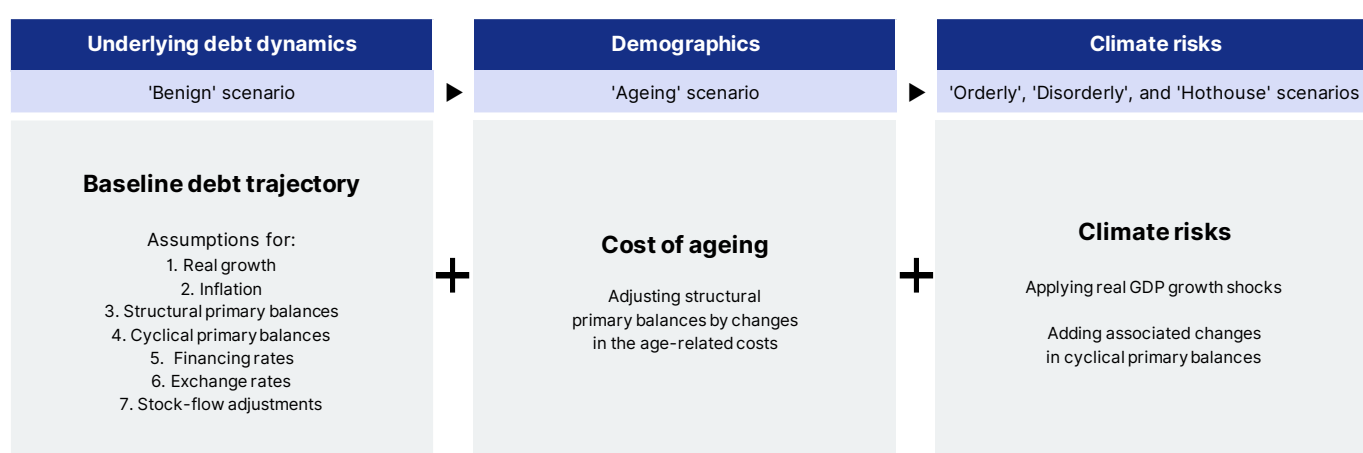 Underlying debt dynamics
'Benign' scenario
Baseline debt trajectory
Assumptions for:
1. Real growth
2. Inflation
3. Structural primary balances
4. Cyclical primary balances
5. Financing rates
6. Exchange rates
7. Stock-flow adjustments
+
Demographics
'Ageing' scenario
Cost of ageing
Adjusting structural
primary balances by changes
in the age-related costs
+
Climate risks
'Orderly', 'Disorderly', and 'Hothouse' scenarios
Climate risks
Applying real GDP growth shocks
Adding associated changes
in cyclical primary balances